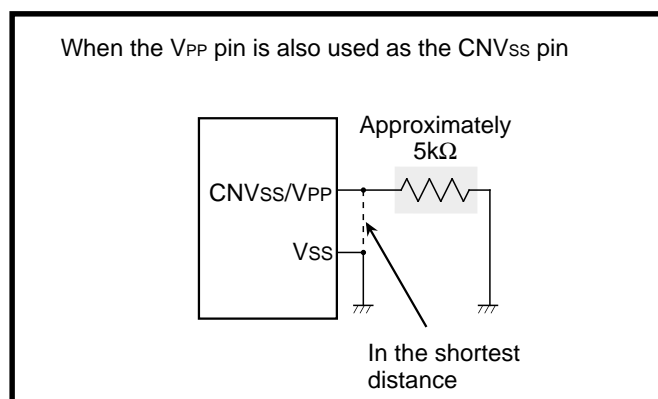 When the VPP pin is also used as the CNVSS pin
Approximately
5kΩ
CNVSS/VPP
VSS
In the shortest
distance